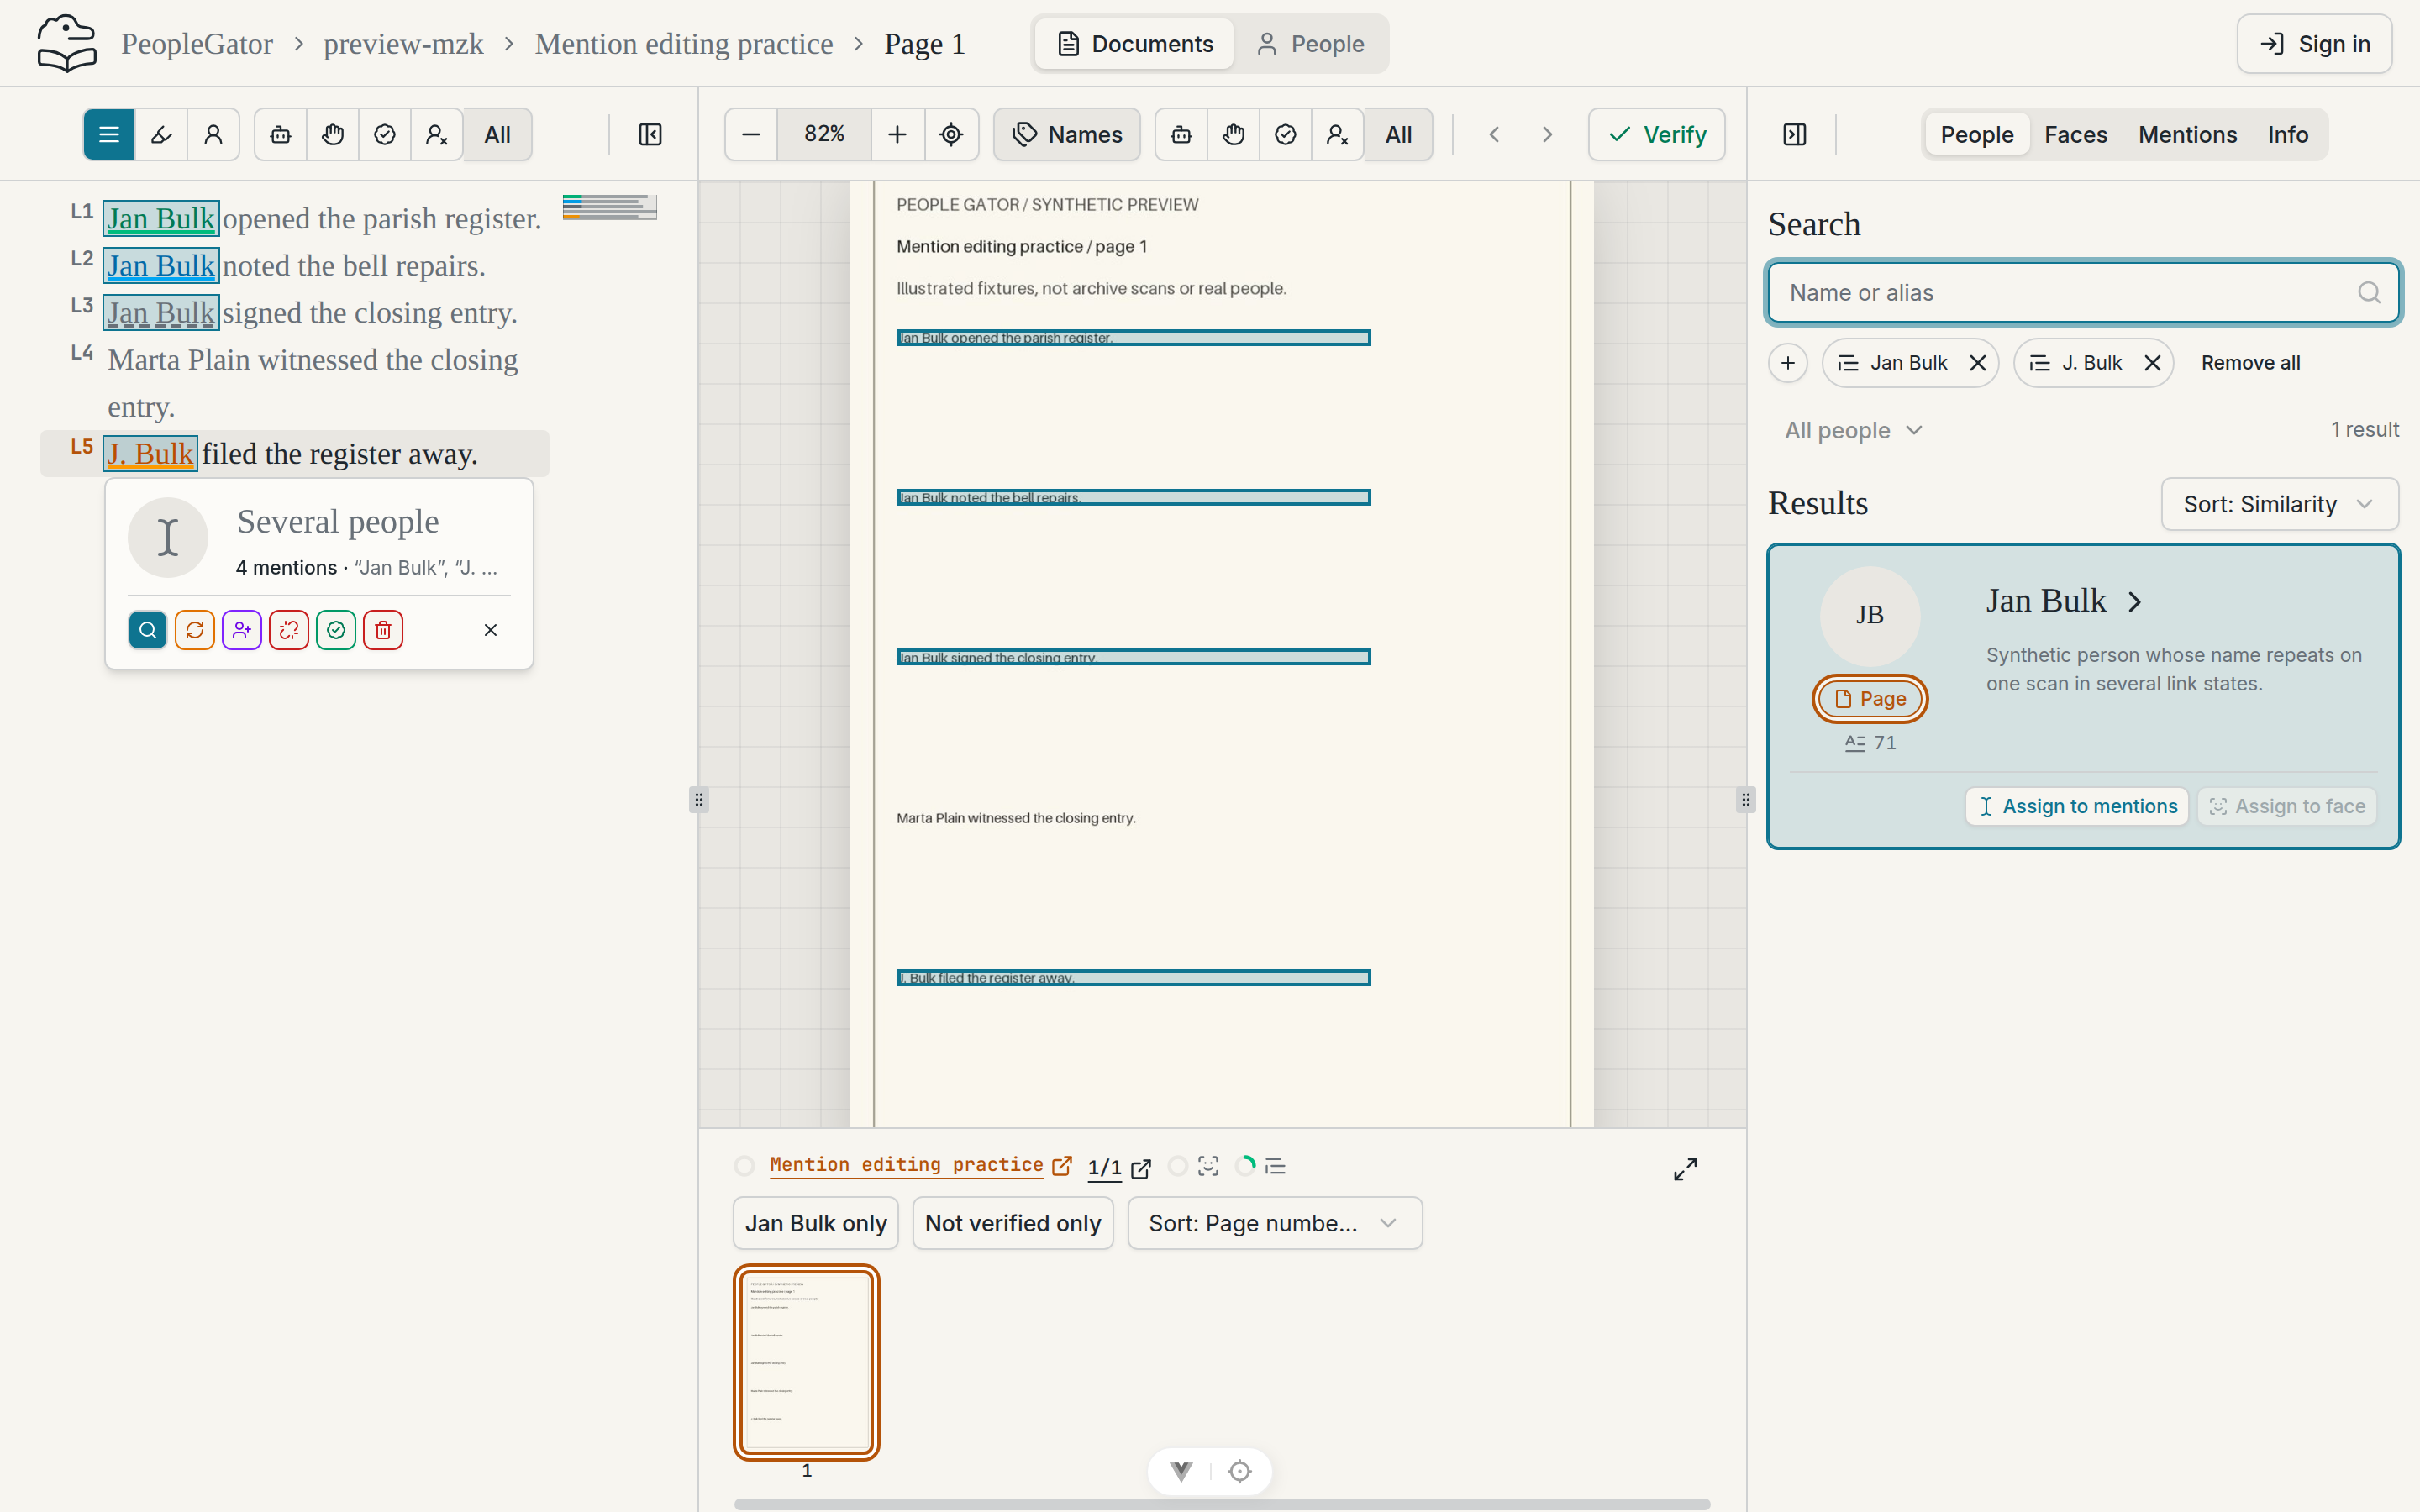 PeopleGator > preview-mzk > Mention editing practice > Page 1
Documents
People
Sign in
All
82%
Names
All
Verify
People
Faces
Mentions
Info
L1 Jan Bulk opened the parish register.
L2 Jan Bulk noted the bell repairs.
L3 Jan Bulk signed the closing entry.
L4 Marta Plain witnessed the closing
entry.
L5 J. Bulk filed the register away.
Several people
4 mentions · “Jan Bulk”, “J. ...
PEOPLE GATOR / SYNTHETIC PREVIEW
Mention editing practice / page 1
Illustrated fixtures, not archive scans or real people.
Jan Bulk opened the parish register.
Jan Bulk noted the bell repairs.
Jan Bulk signed the closing entry.
Marta Plain witnessed the closing entry.
J. Bulk filed the register away.
Mention editing practice
1/1
Jan Bulk only
Not verified only
Sort: Page numbe...
1
Search
Name or alias
Jan Bulk
J. Bulk
Remove all
All people
1 result
Results
Sort: Similarity
JB
Jan Bulk
Synthetic person whose name repeats on
one scan in several link states.
Page
71
Assign to mentions
Assign to face